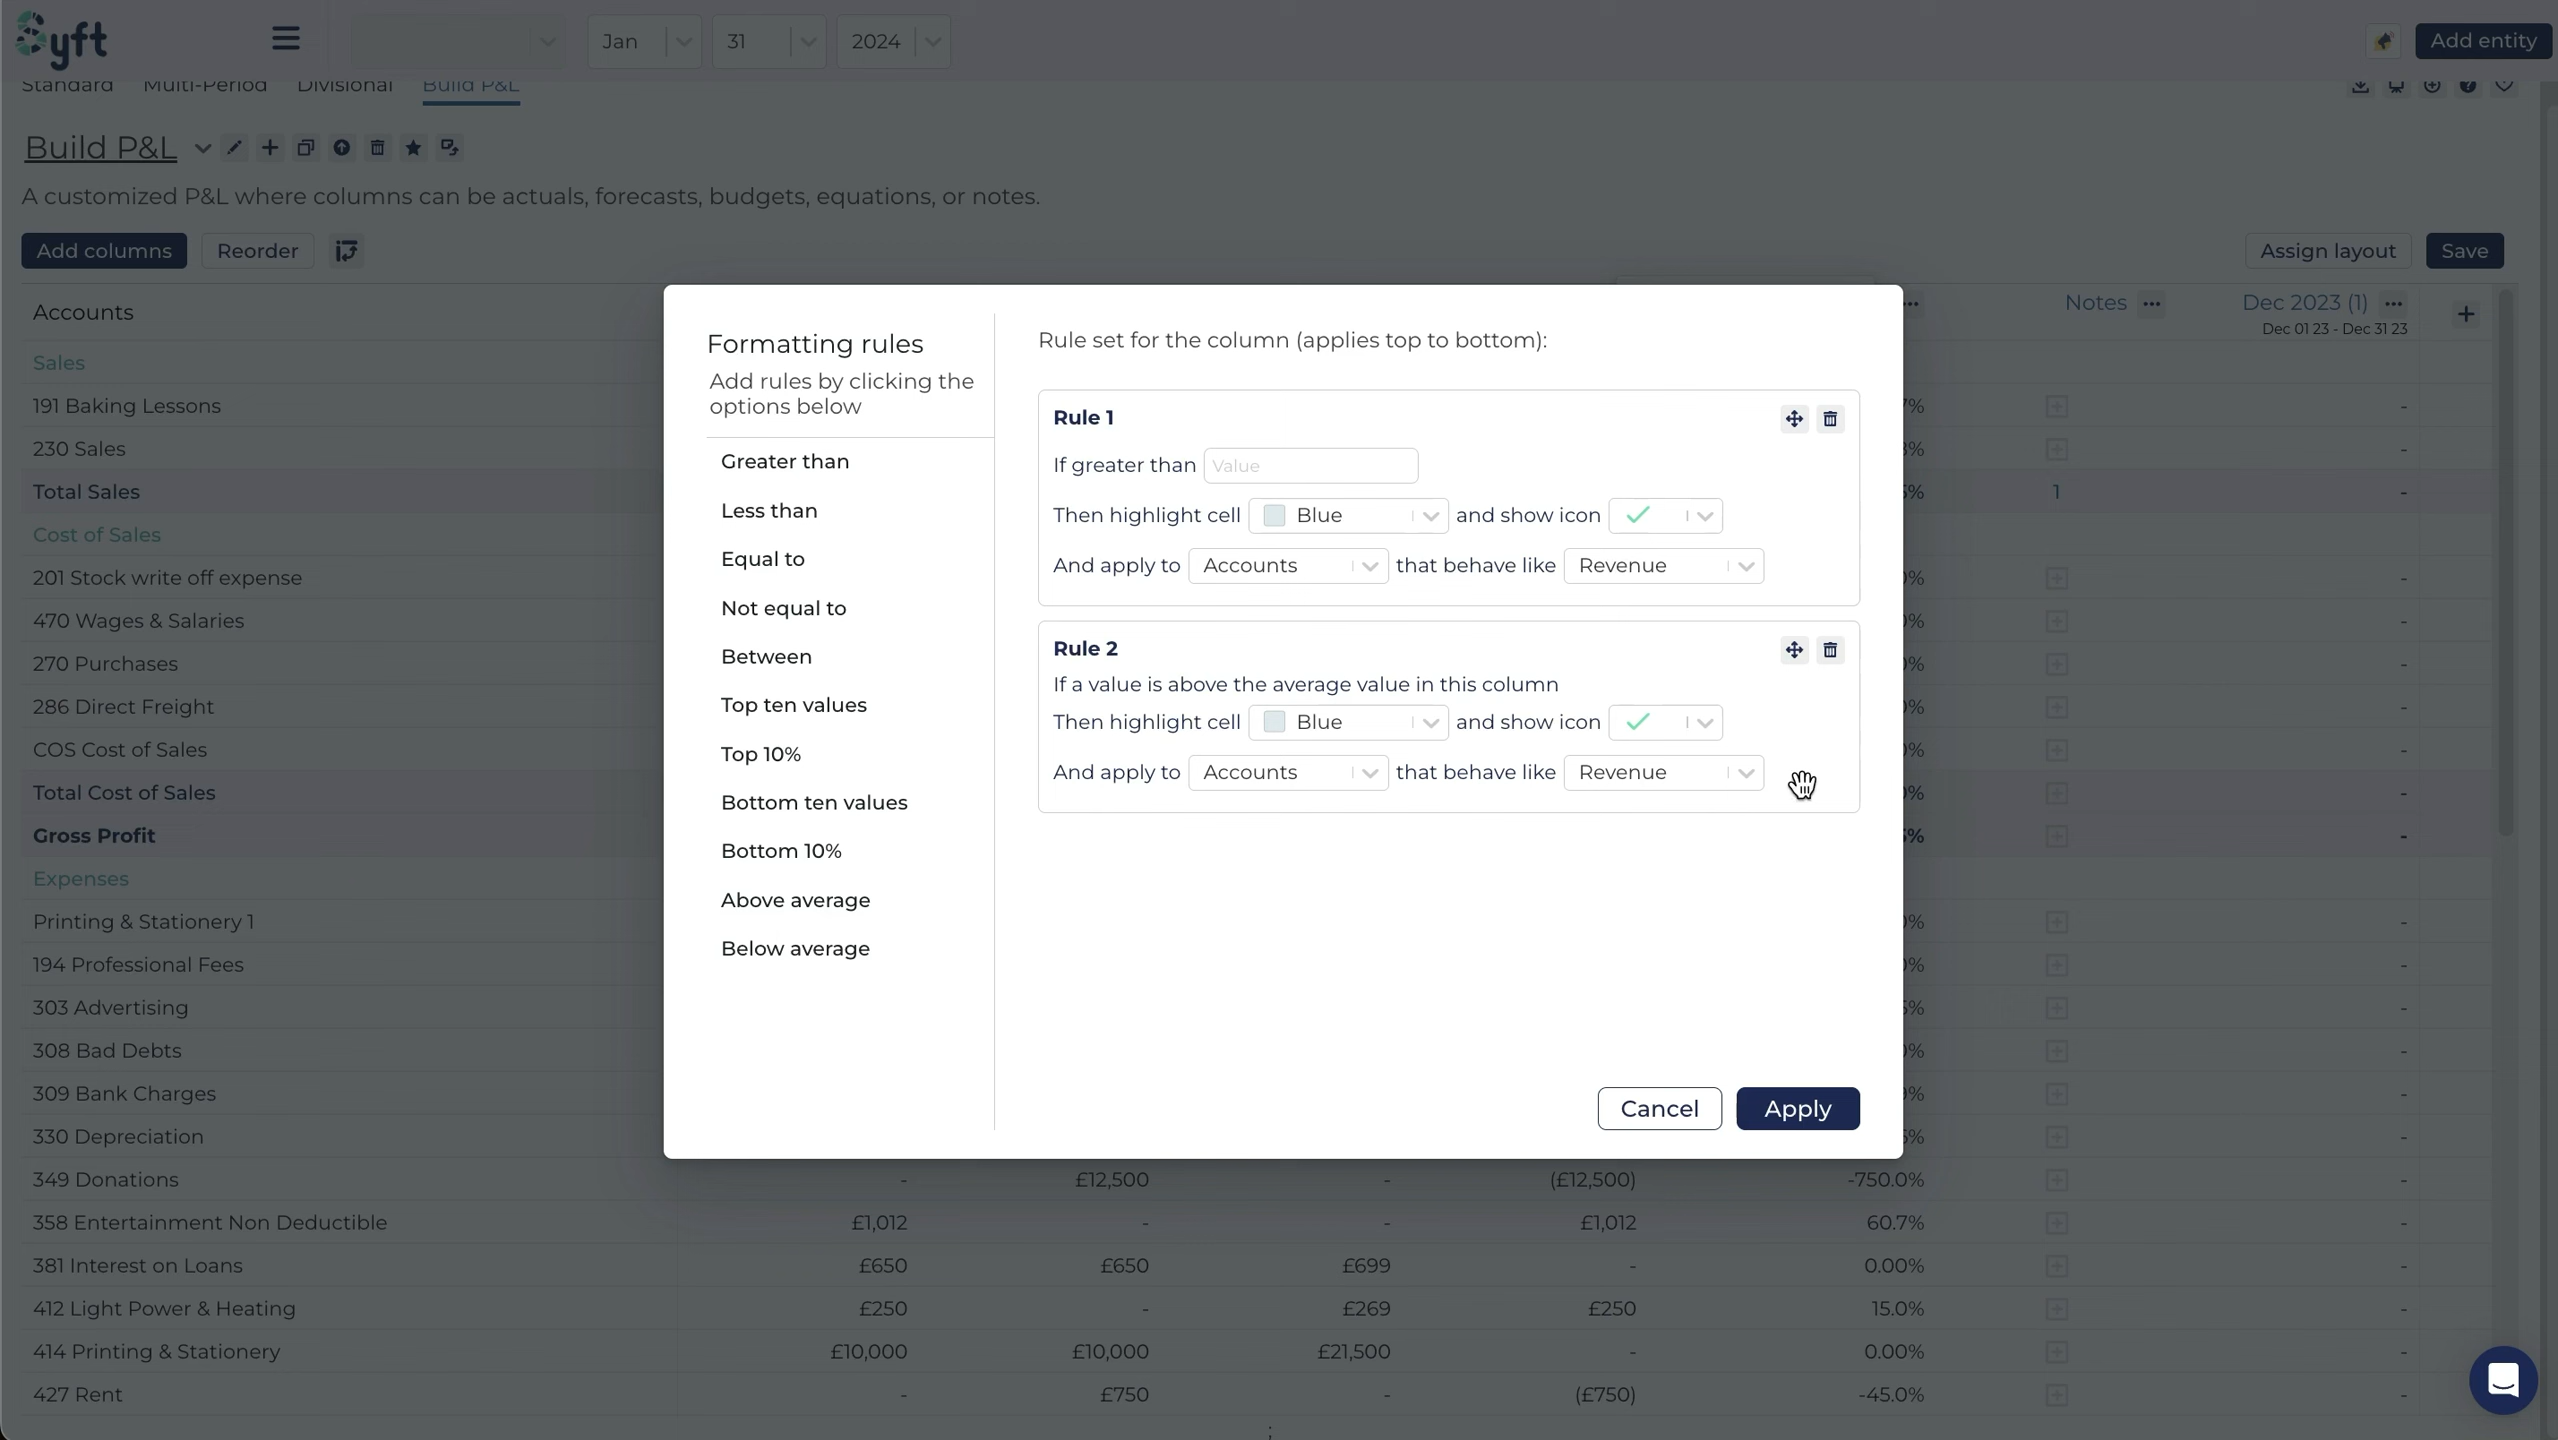 Syft
Jan 31 2024 Add entity
Standard Multi-Period Divisional Build P&L
Build P&L
A customized P&L where columns can be actuals, forecasts, budgets, equations, or notes.
Add columns Reorder Assign layout Save
Accounts Notes Dec 2023 (1)
Dec 01 23 - Dec 31 23
Sales
191 Baking Lessons 7% -
230 Sales 3% -
Total Sales 1 -
Cost of Sales
201 Stock write off expense 0% -
470 Wages & Salaries 0% -
270 Purchases 0% -
286 Direct Freight 0% -
COS Cost of Sales 0% -
Total Cost of Sales 0% -
Gross Profit -
Expenses
Printing & Stationery 1 0% -
194 Professional Fees 0% -
303 Advertising -
308 Bad Debts 0% -
309 Bank Charges -
330 Depreciation -
349 Donations - £12,500 - (£12,500) -750.0% -
358 Entertainment Non Deductible £1,012 - - £1,012 60.7% -
381 Interest on Loans £650 £650 £699 - 0.00% -
412 Light Power & Heating £250 - £269 £250 15.0% -
414 Printing & Stationery £10,000 £10,000 £21,500 - 0.00% -
427 Rent - £750 - (£750) -45.0% -
Formatting rules
Add rules by clicking the
options below
Greater than
Less than
Equal to
Not equal to
Between
Top ten values
Top 10%
Bottom ten values
Bottom 10%
Above average
Below average
Rule set for the column (applies top to bottom):
Rule 1
If greater than Value
Then highlight cell Blue and show icon
And apply to Accounts that behave like Revenue
Rule 2
If a value is above the average value in this column
Then highlight cell Blue and show icon
And apply to Accounts that behave like Revenue
Cancel Apply